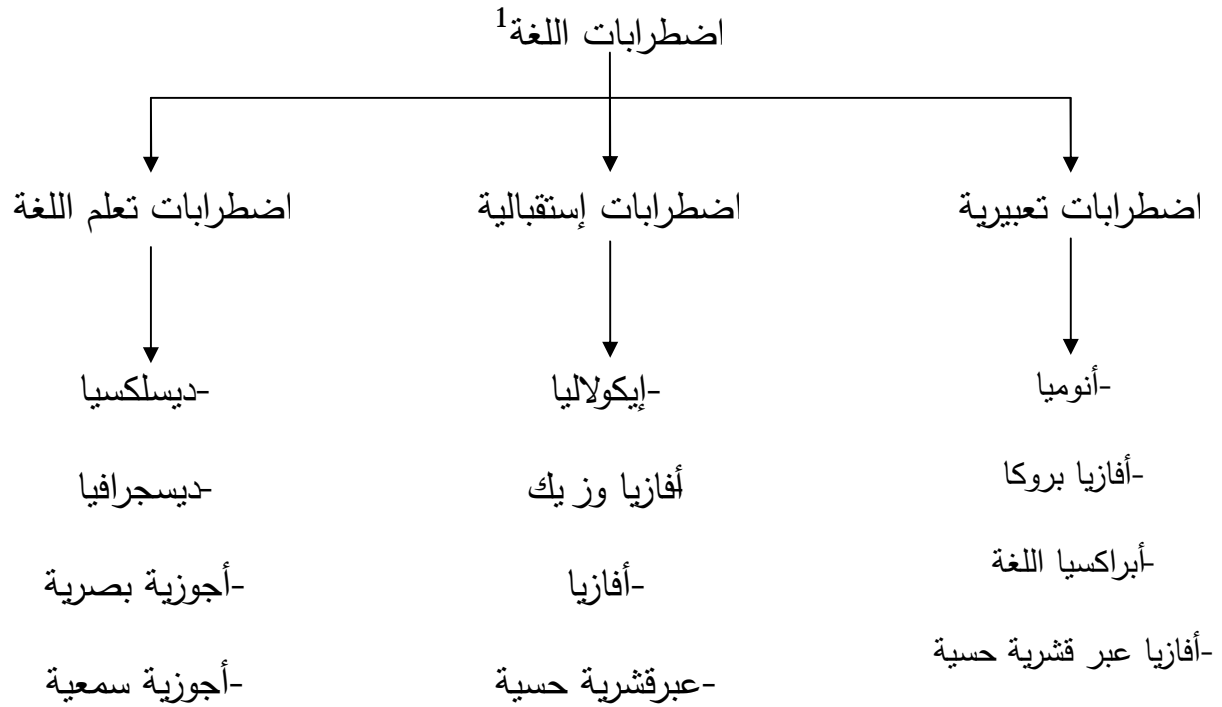 اضطرابات اللغة1
اضطرابات تعبيرية
اضطرابات إستقبالية
اضطرابات تعلم اللغة
-أنوميا
-أفازيا بروكا
-أبراكسيا اللغة
-أفازيا عبر قشرية حسية
-إيكولاليا
-أفازيا وز يك
-أفازيا
-عبرقشرية حسية
-ديسلكسيا
-ديسجرافيا
-أجوزية بصرية
-أجوزية سمعية